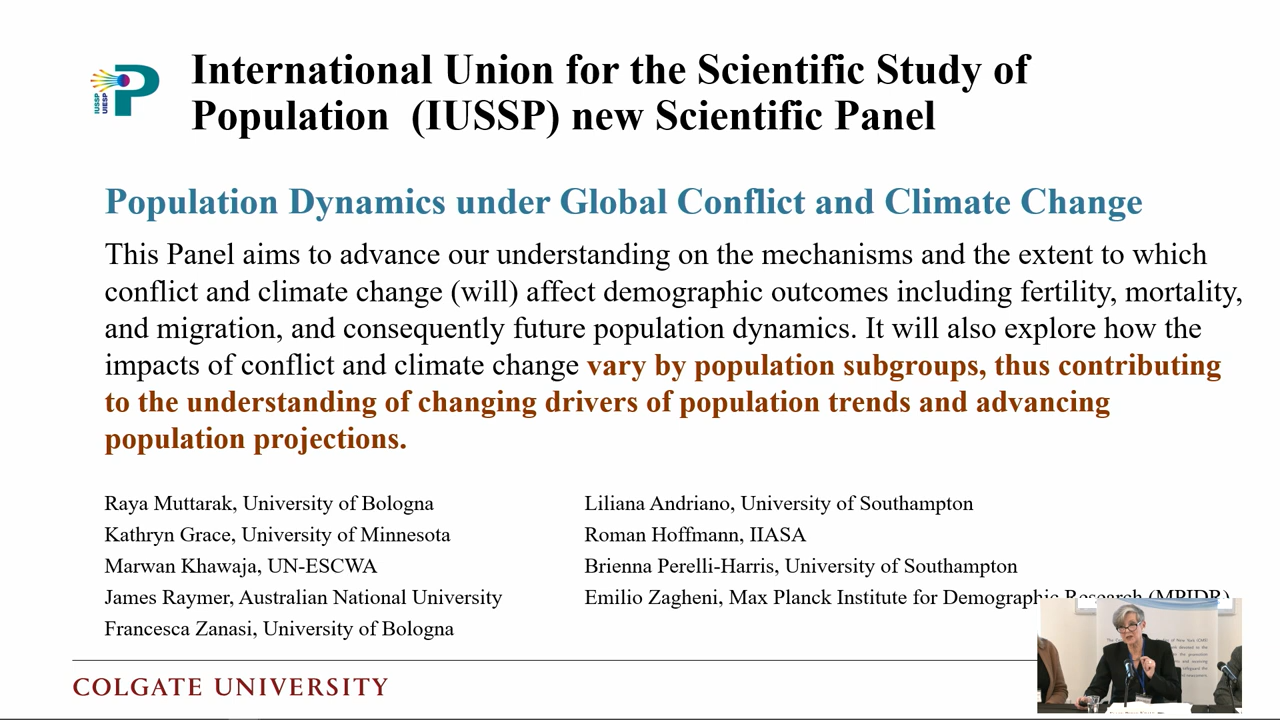 IUSSP
UIESP
International Union for the Scientific Study of
Population (IUSSP) new Scientific Panel
Population Dynamics under Global Conflict and Climate Change
This Panel aims to advance our understanding on the mechanisms and the extent to which
conflict and climate change (will) affect demographic outcomes including fertility, mortality,
and migration, and consequently future population dynamics. It will also explore how the
impacts of conflict and climate change vary by population subgroups, thus contributing
to the understanding of changing drivers of population trends and advancing
population projections.
Raya Muttarak, University of Bologna
Kathryn Grace, University of Minnesota
Marwan Khawaja, UN-ESCWA
James Raymer, Australian National University
Francesca Zanasi, University of Bologna
Liliana Andriano, University of Southampton
Roman Hoffmann, IIASA
Brienna Perelli-Harris, University of Southampton
Emilio Zagheni, Max Planck Institute for Demographic Research (MPIDR)
COLGATE UNIVERSITY